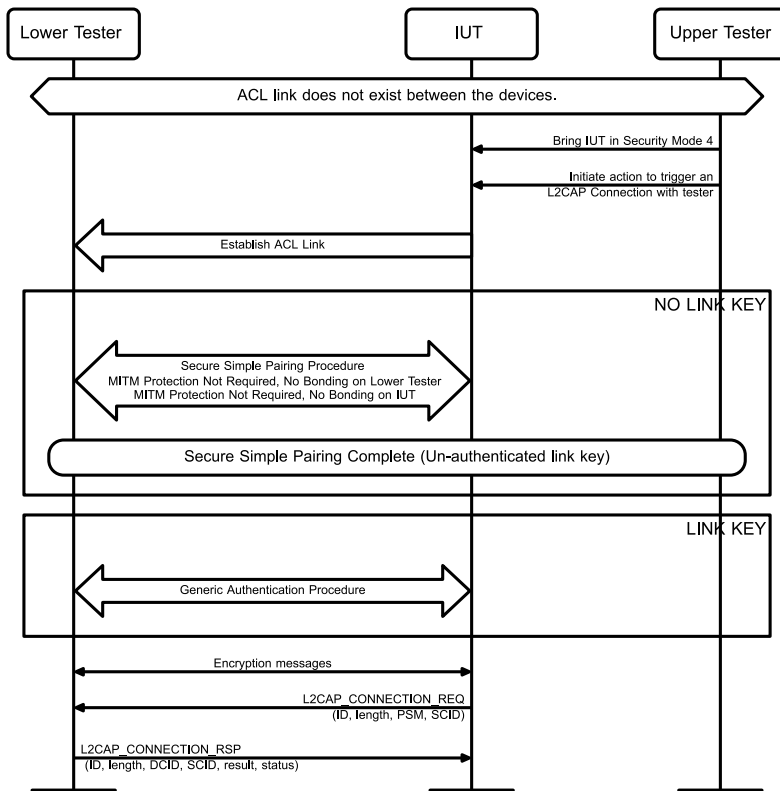 Lower Tester
IUT
Upper Tester
ACL link does not exist between the devices.
Bring IUT in Security Mode 4
Initiate action to trigger an
L2CAP Connection with tester
Establish ACL Link
NO LINK KEY
Secure Simple Pairing Procedure
MITM Protection Not Required, No Bonding on Lower Tester
MITM Protection Not Required, No Bonding on IUT
Secure Simple Pairing Complete (Un-authenticated link key)
LINK KEY
Generic Authentication Procedure
Encryption messages
L2CAP_CONNECTION_REQ
(ID, length, PSM, SCID)
L2CAP_CONNECTION_RSP
(ID, length, DCID, SCID, result, status)